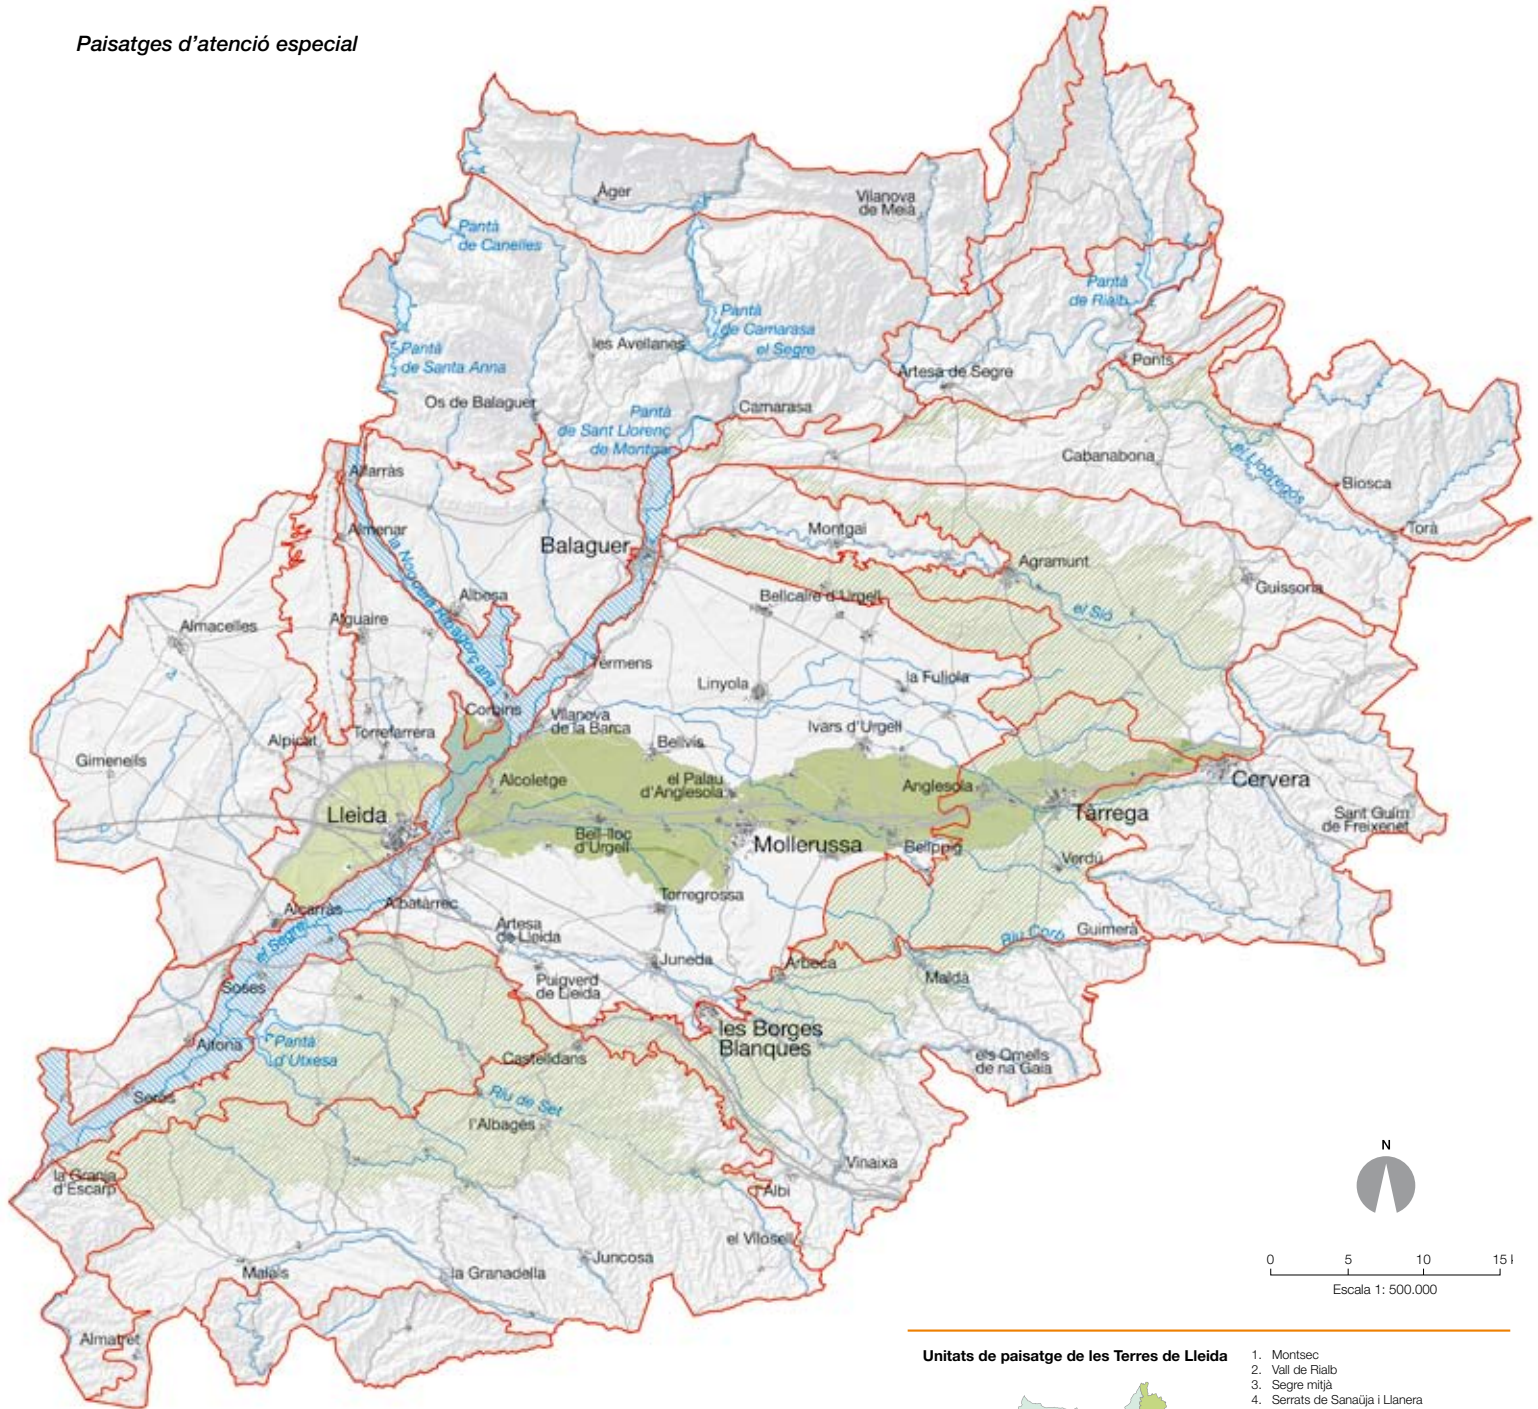 Paisatges d'atenció especial
Àger
Vilanova
de Meià
Pantà
de Canelles
Pantà
de Rialb
Pantà
de Camarasa
el Segre
les Avellanes
Pantà
de Santa Anna
Artesa de Segre
Ponts
Os de Balaguer
Camarasa
Pantà
de Sant Llorenç
de Montgai
Cabanabona
el Llobregós
Biosca
Alfarràs
Torà
Almenar
Montgai
Balaguer
Agramunt
la Noguera Ribagorçana
Guissona
Albesa
Bellcaire d'Urgell
el Sió
Almacelles
Alguaire
Térmens
Linyola
la Fuliola
Corbins
Vilanova
de la Barca
Ivars d'Urgell
Torrefarrera
Alpicat
Bellvís
Gimenells
Alcoletge
el Palau
d'Anglesola
Anglesola
Cervera
Lleida
Tàrrega
Sant Guim
de Freixenet
Bell-lloc
d'Urgell
Mollerussa
Bellpuig
Verdú
Torregrossa
Alcarràs
Albatàrrec
el Segre
Artesa
de Lleida
Riu Corb
Guimerà
Juneda
Arbeca
Soses
Puigverd
de Lleida
Maldà
les Borges
Blanques
Aitona
Pantà
d'Utxesa
Castelldans
els Omells
de na Gaia
Seròs
Riu de Set
l'Albagés
la Granja
d'Escarp
Vinaixa
l'Albi
el Vilosell
Juncosa
Maials
la Granadella
Almatret
N
0 5 10 15
Escala 1: 500.000
Unitats de paisatge de les Terres de Lleida
1. Montsec
2. Vall de Rialb
3. Segre mitjà
4. Serrats de Sanaüja i Llanera